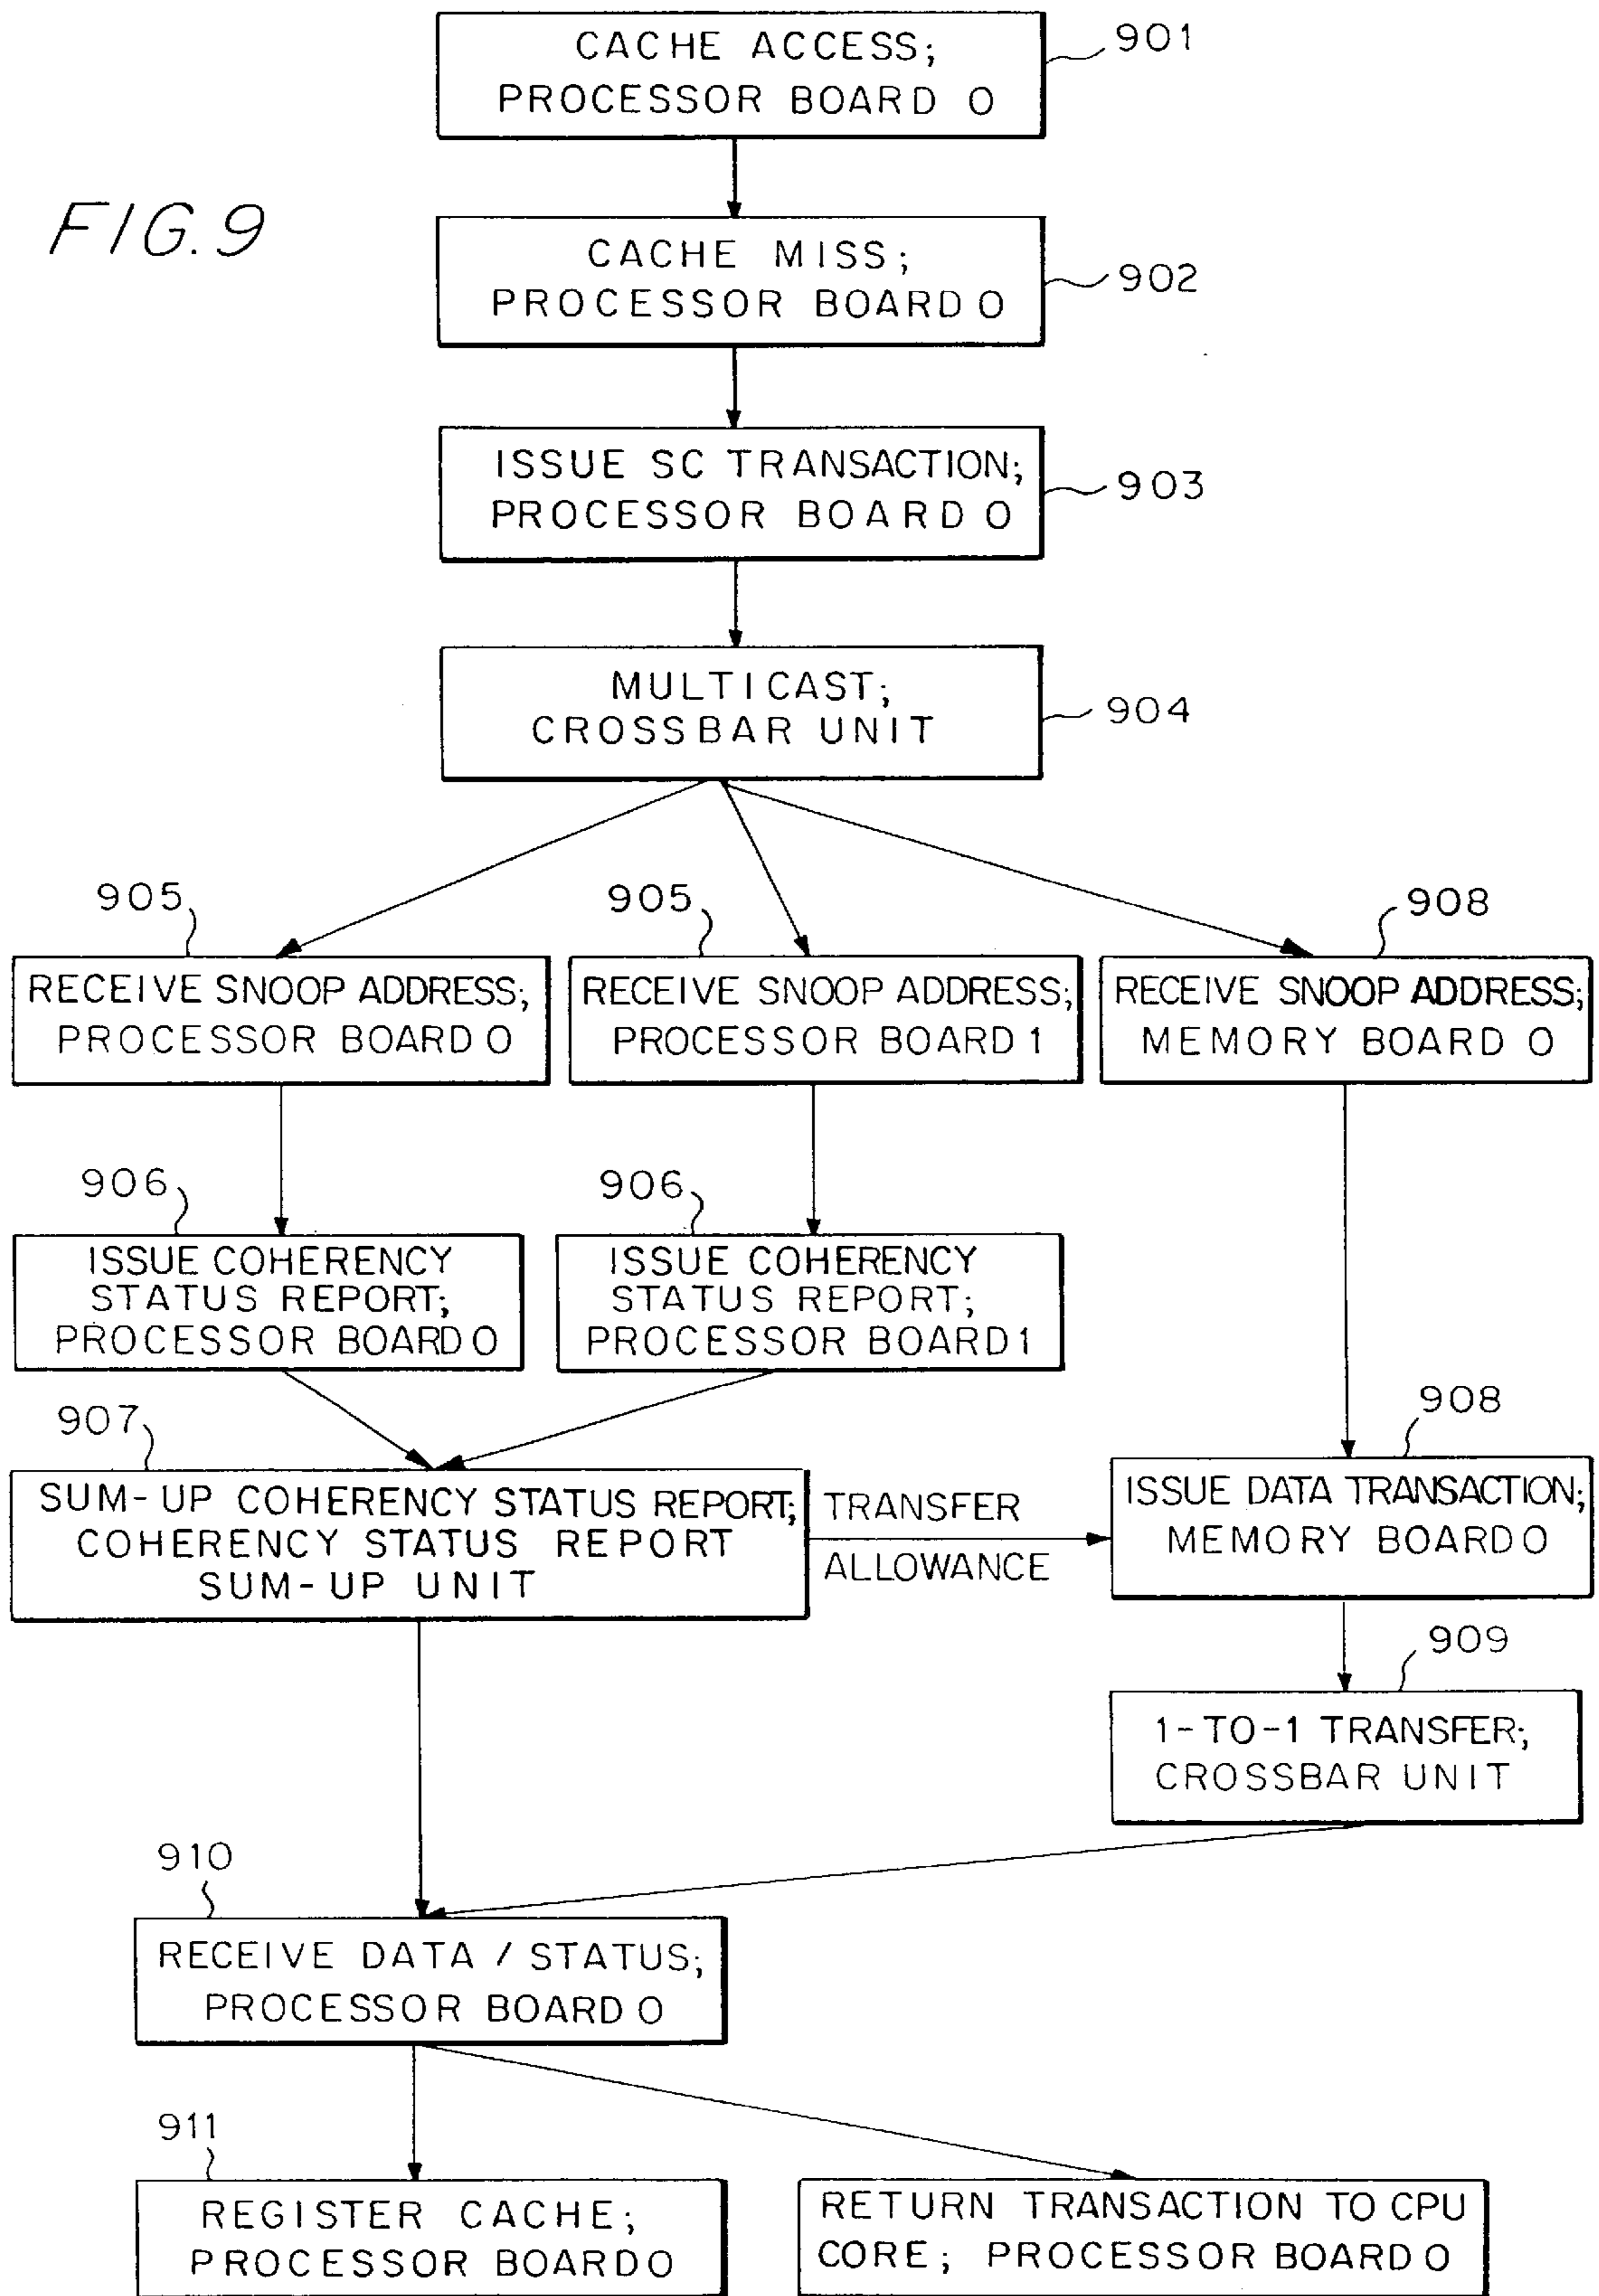 FIG. 9
CACHE ACCESS;
PROCESSOR BOARD 0
901
CACHE MISS;
PROCESSOR BOARD 0
902
ISSUE SC TRANSACTION;
PROCESSOR BOARD 0
903
MULTICAST;
CROSSBAR UNIT
904
905
RECEIVE SNOOP ADDRESS;
PROCESSOR BOARD 0
905
RECEIVE SNOOP ADDRESS;
PROCESSOR BOARD 1
908
RECEIVE SNOOP ADDRESS;
MEMORY BOARD 0
906
ISSUE COHERENCY
STATUS REPORT;
PROCESSOR BOARD 0
906
ISSUE COHERENCY
STATUS REPORT;
PROCESSOR BOARD 1
907
SUM-UP COHERENCY STATUS REPORT;
COHERENCY STATUS REPORT
SUM-UP UNIT
TRANSFER
ALLOWANCE
908
ISSUE DATA TRANSACTION;
MEMORY BOARD 0
909
1-TO-1 TRANSFER;
CROSSBAR UNIT
910
RECEIVE DATA / STATUS;
PROCESSOR BOARD 0
911
REGISTER CACHE;
PROCESSOR BOARD 0
RETURN TRANSACTION TO CPU
CORE; PROCESSOR BOARD 0